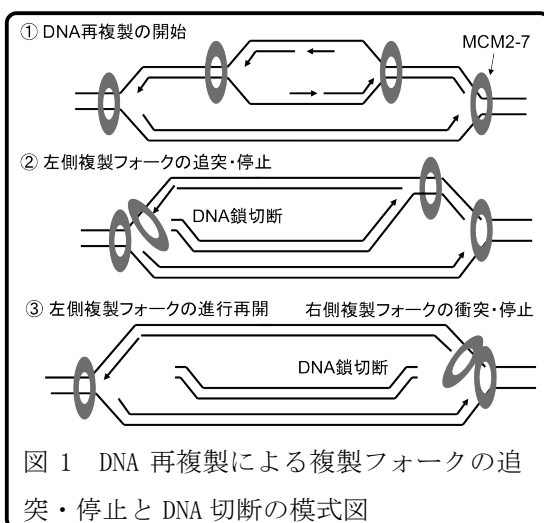 ① DNA再複製の開始
MCM2-7
② 左側複製フォークの追突・停止
DNA鎖切断
③ 左側複製フォークの進行再開 右側複製フォークの衝突・停止
DNA鎖切断
図 1 DNA 再複製による複製フォークの追
突・停止と DNA 切断の模式図